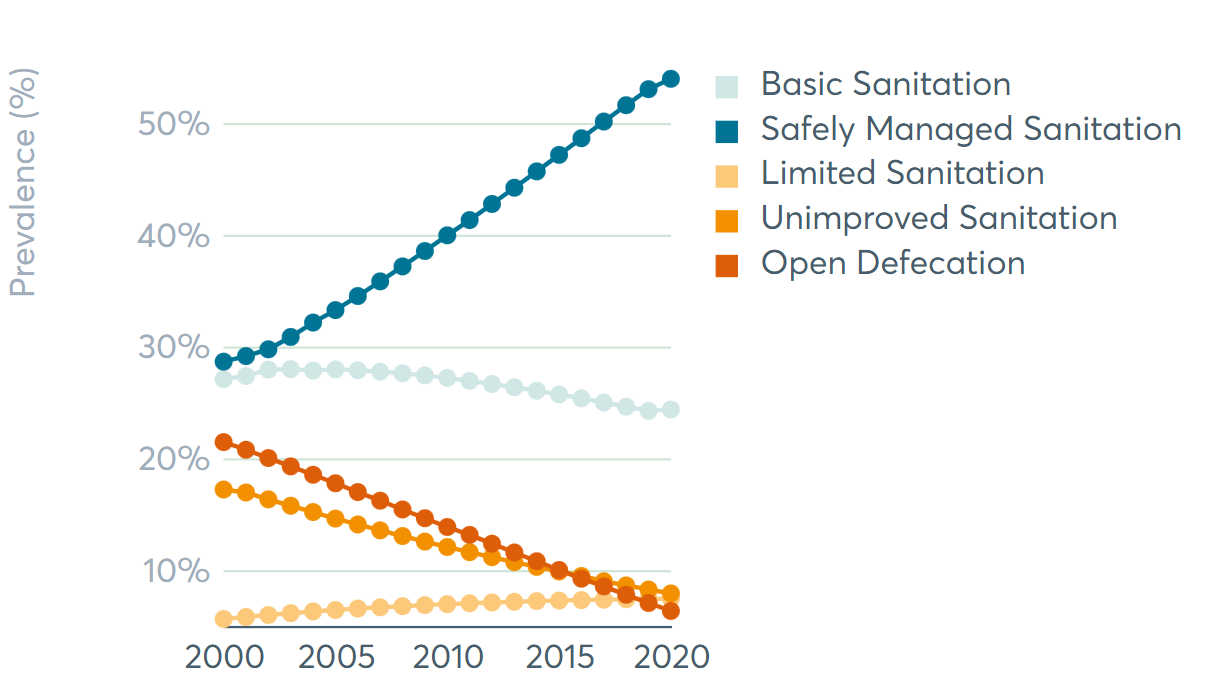 Prevalence (%)
50%
40%
30%
20%
10%
2000 2005 2010 2015 2020
Basic Sanitation
Safely Managed Sanitation
Limited Sanitation
Unimproved Sanitation
Open Defecation